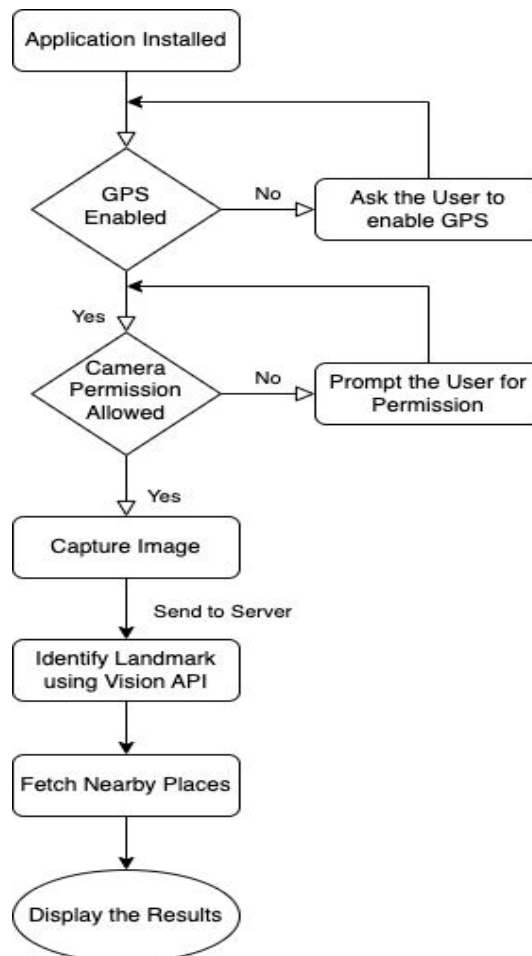 Application Installed
GPS
Enabled
No
Ask the User to
enable GPS
Yes
Camera
Permission
Allowed
No
Prompt the User for
Permission
Yes
Capture Image
Send to Server
Identify Landmark
using Vision API
Fetch Nearby Places
Display the Results